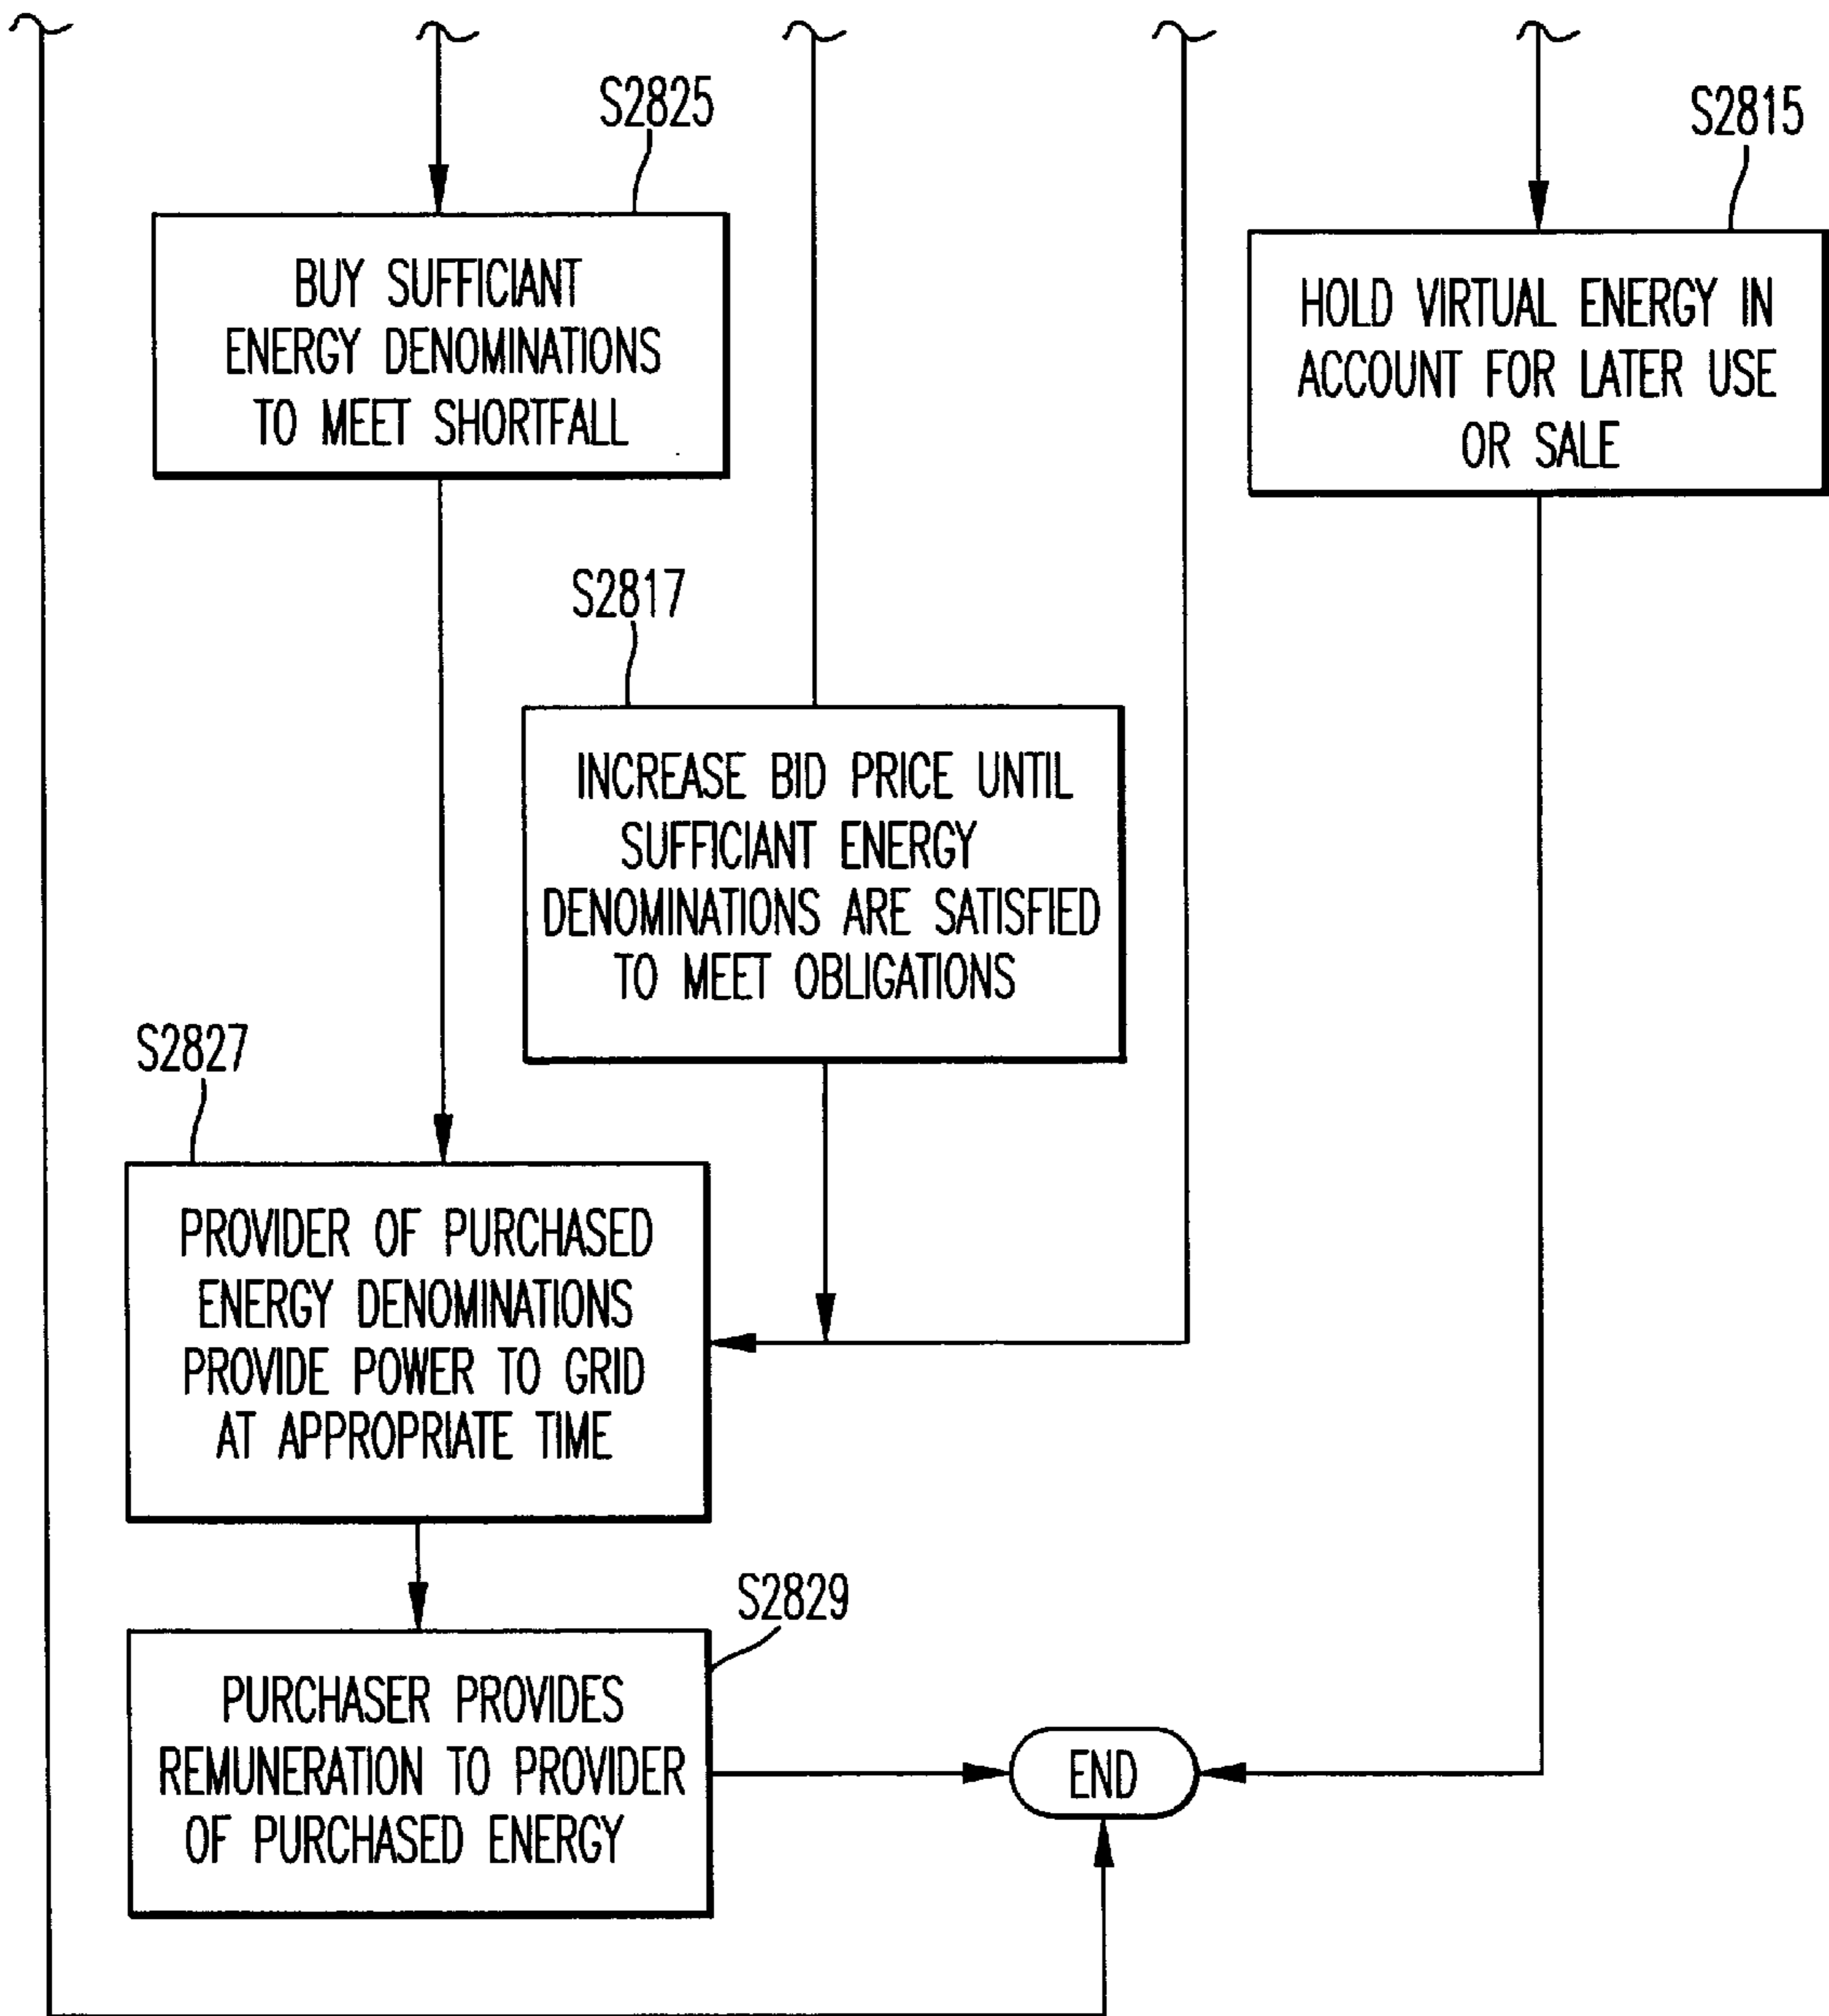 S2825
BUY SUFFICIANT
ENERGY DENOMINATIONS
TO MEET SHORTFALL
S2815
HOLD VIRTUAL ENERGY IN
ACCOUNT FOR LATER USE
OR SALE
S2817
INCREASE BID PRICE UNTIL
SUFFICIANT ENERGY
DENOMINATIONS ARE SATISFIED
TO MEET OBLIGATIONS
S2827
PROVIDER OF PURCHASED
ENERGY DENOMINATIONS
PROVIDE POWER TO GRID
AT APPROPRIATE TIME
S2829
PURCHASER PROVIDES
REMUNERATION TO PROVIDER
OF PURCHASED ENERGY
END